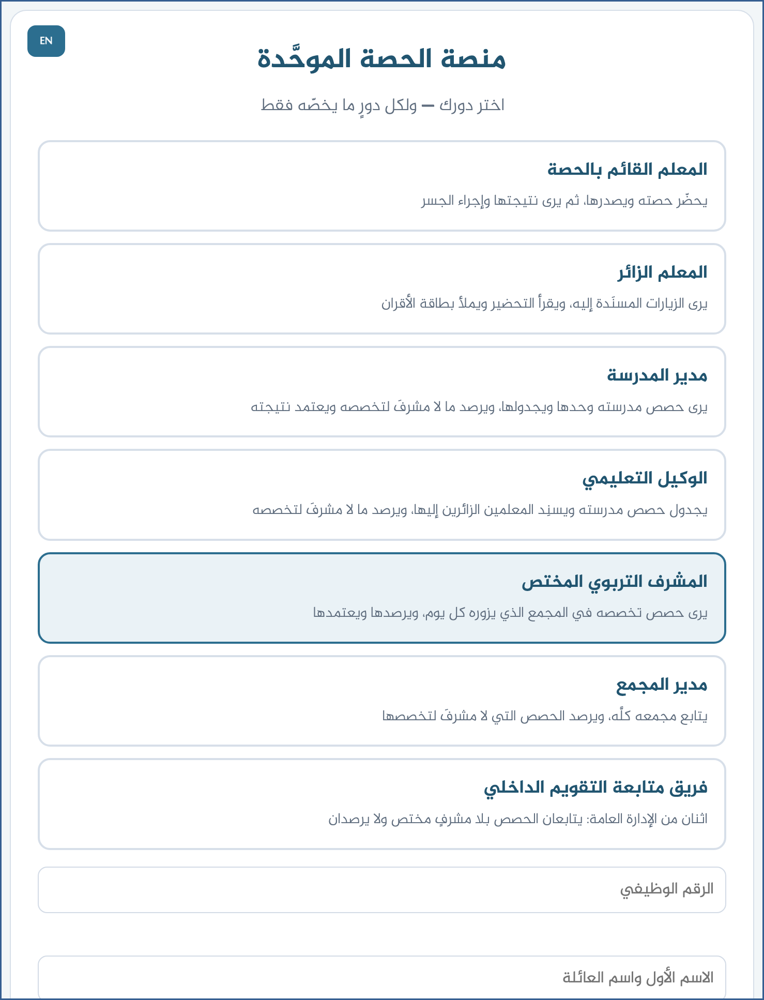 EN
منصة الحصة الموحَّدة
اختر دورك — ولكل دورٍ ما يخصّه فقط
المعلم القائم بالحصة
يحضّر حصته ويصدرها، ثم يرى نتيجتها وإجراء الجسر
المعلم الزائر
يرى الزيارات المسنَدة إليه، ويقرأ التحضير ويملأ بطاقة الأقران
مدير المدرسة
يرى حصص مدرسته وحدها ويجدولها، ويرصد ما لا مشرفَ لتخصصه ويعتمد نتيجته
الوكيل التعليمي
يجدول حصص مدرسته ويسنِد المعلمين الزائرين إليها، ويرصد ما لا مشرفَ لتخصصه
المشرف التربوي المختص
يرى حصص تخصصه في المجمع الذي يزوره كل يوم، ويرصدها ويعتمدها
مدير المجمع
يتابع مجمعه كلَّه، ويرصد الحصص التي لا مشرفَ لتخصصها
فريق متابعة التقويم الداخلي
اثنان من الإدارة العامة: يتابعان الحصص بلا مشرفٍ مختص ولا يرصدان
الرقم الوظيفي
الاسم الأول واسم العائلة